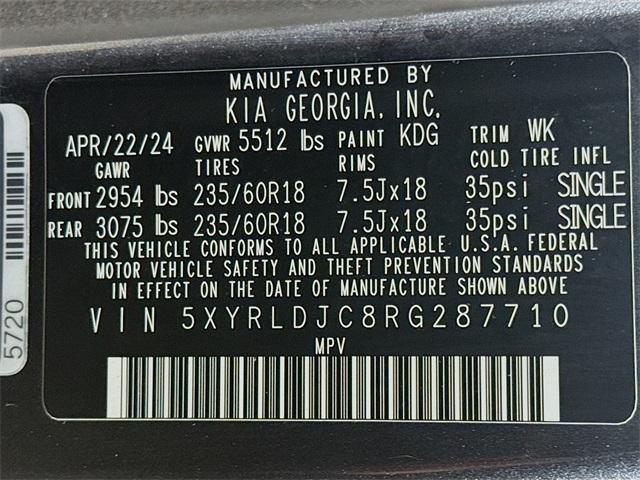 MANUFACTURED BY
KIA GEORGIA, INC.
APR/22/24 GVWR 5512 lbs PAINT KDG TRIM WK
GAWR TIRES RIMS COLD TIRE INFL
FRONT 2954 lbs 235/60R18 7.5Jx18 35psi SINGLE
REAR 3075 lbs 235/60R18 7.5Jx18 35psi SINGLE
THIS VEHICLE CONFORMS TO ALL APPLICABLE U.S.A. FEDERAL
MOTOR VEHICLE SAFETY AND THEFT PREVENTION STANDARDS
IN EFFECT ON THE DATE OF MANUFACTURE SHOWN ABOVE
VIN 5XYRLDJC8RG287710
MPV
5720